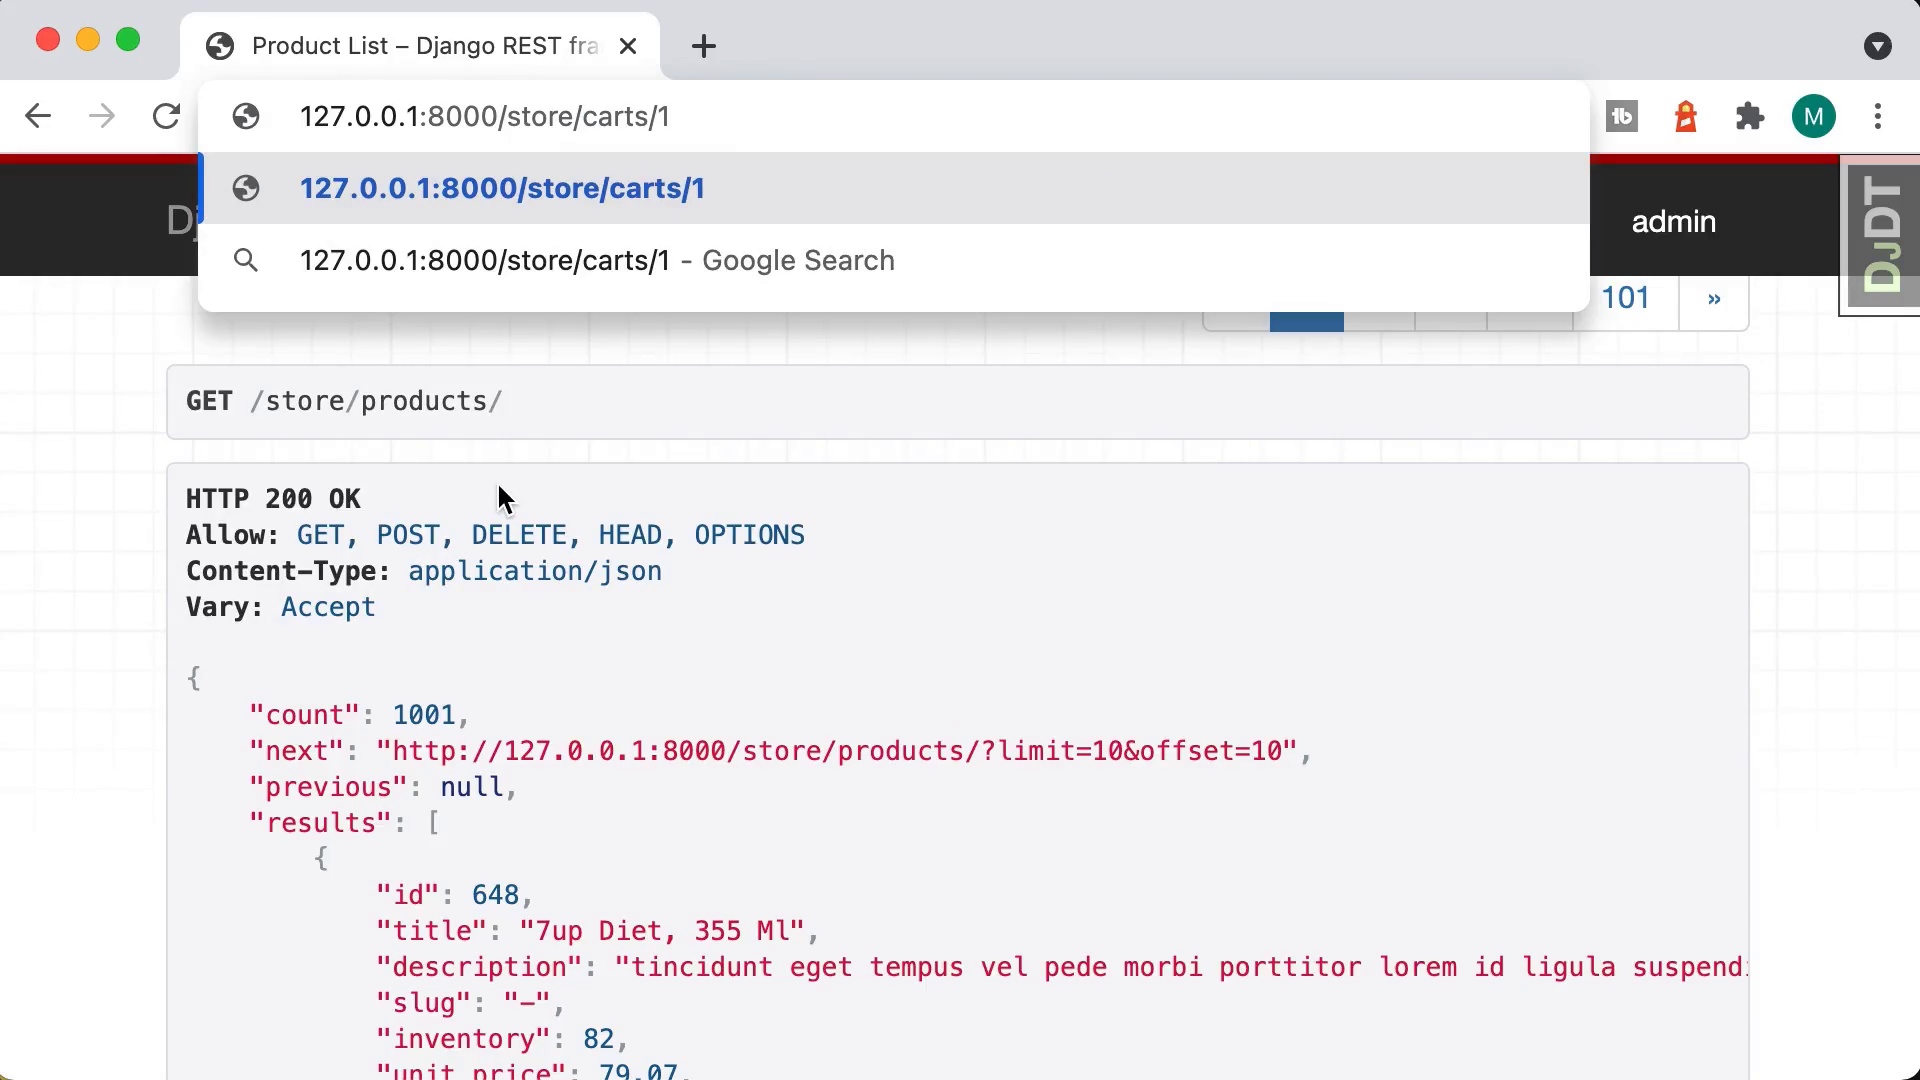 Product List – Django REST fra
127.0.0.1:8000/store/carts/1
127.0.0.1:8000/store/carts/1
127.0.0.1:8000/store/carts/1 - Google Search
M
Dj
admin
DJDT
101 »
GET /store/products/
HTTP 200 OK
Allow: GET, POST, DELETE, HEAD, OPTIONS
Content-Type: application/json
Vary: Accept
{
"count": 1001,
"next": "http://127.0.0.1:8000/store/products/?limit=10&offset=10",
"previous": null,
"results": [
{
"id": 648,
"title": "7up Diet, 355 Ml",
"description": "tincidunt eget tempus vel pede morbi porttitor lorem id ligula suspend
"slug": "-",
"inventory": 82,
"unit_price": 79.07,